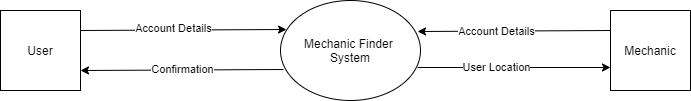 Account Details
Account Details
User
Mechanic Finder
System
Mechanic
Confirmation
User Location